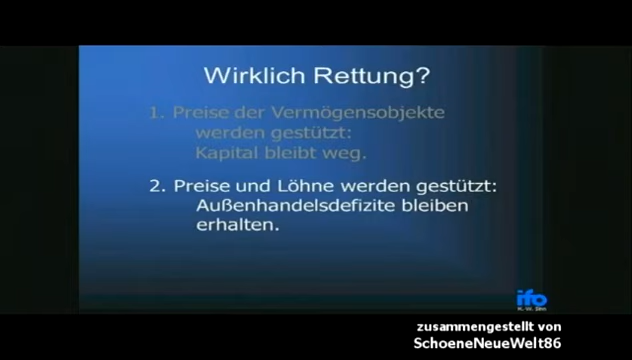 Wirklich Rettung?
1. Preise der Vermögensobjekte
werden gestützt:
Kapital bleibt weg.
2. Preise und Löhne werden gestützt:
Außenhandelsdefizite bleiben
erhalten.
ifo
H.-W. Sinn
zusammengestellt von
SchoeneNeueWelt86